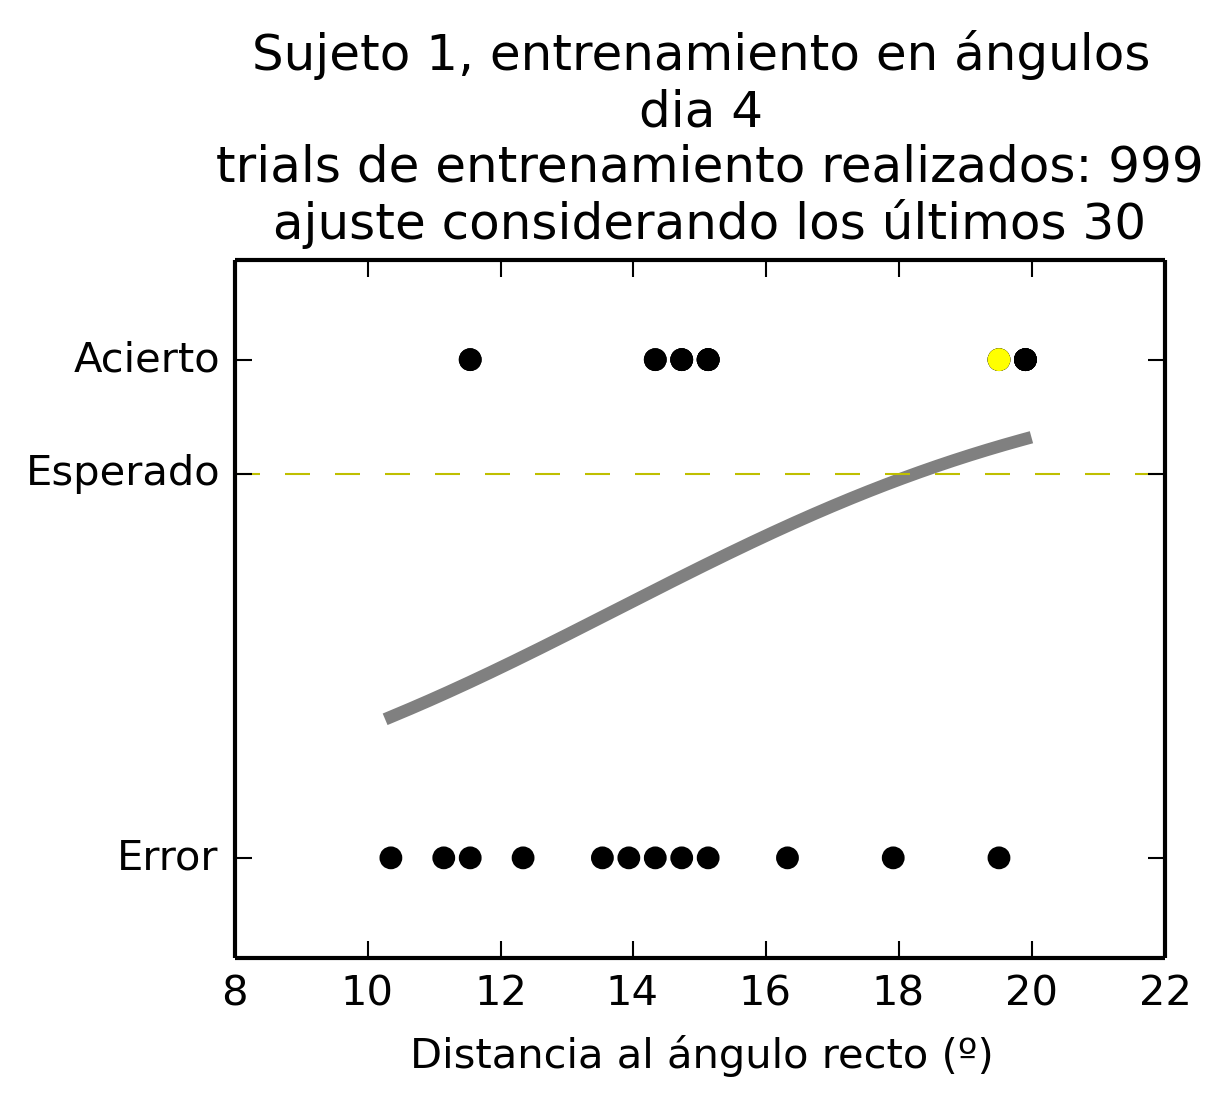 Sujeto 1, entrenamiento en ángulos
dia 4
trials de entrenamiento realizados: 999
ajuste considerando los últimos 30
Acierto
Esperado
Error
8 10 12 14 16 18 20 22
Distancia al ángulo recto (º)